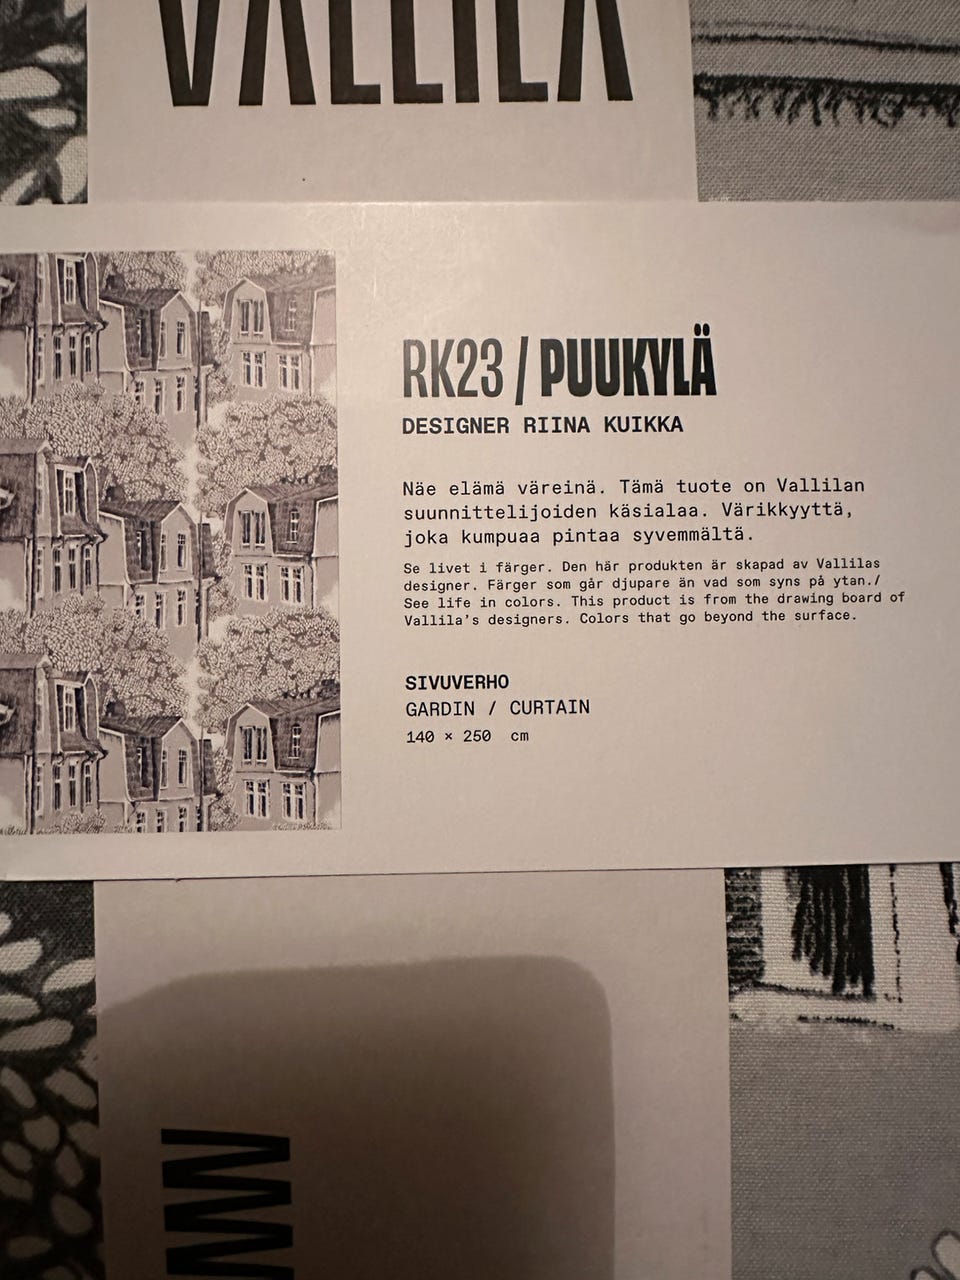 VALLILA
RK23 / PUUKYLÄ
DESIGNER RIINA KUIKKA
Näe elämä väreinä. Tämä tuote on Vallilan
suunnittelijoiden käsialaa. Värikkyyttä,
joka kumpuaa pintaa syvemmältä.
Se livet i färger. Den här produkten är skapad av Vallilas
designer. Färger som går djupare än vad som syns på ytan./
See life in colors. This product is from the drawing board of
Vallila's designers. Colors that go beyond the surface.
SIVUVERHO
GARDIN / CURTAIN
140 × 250 cm